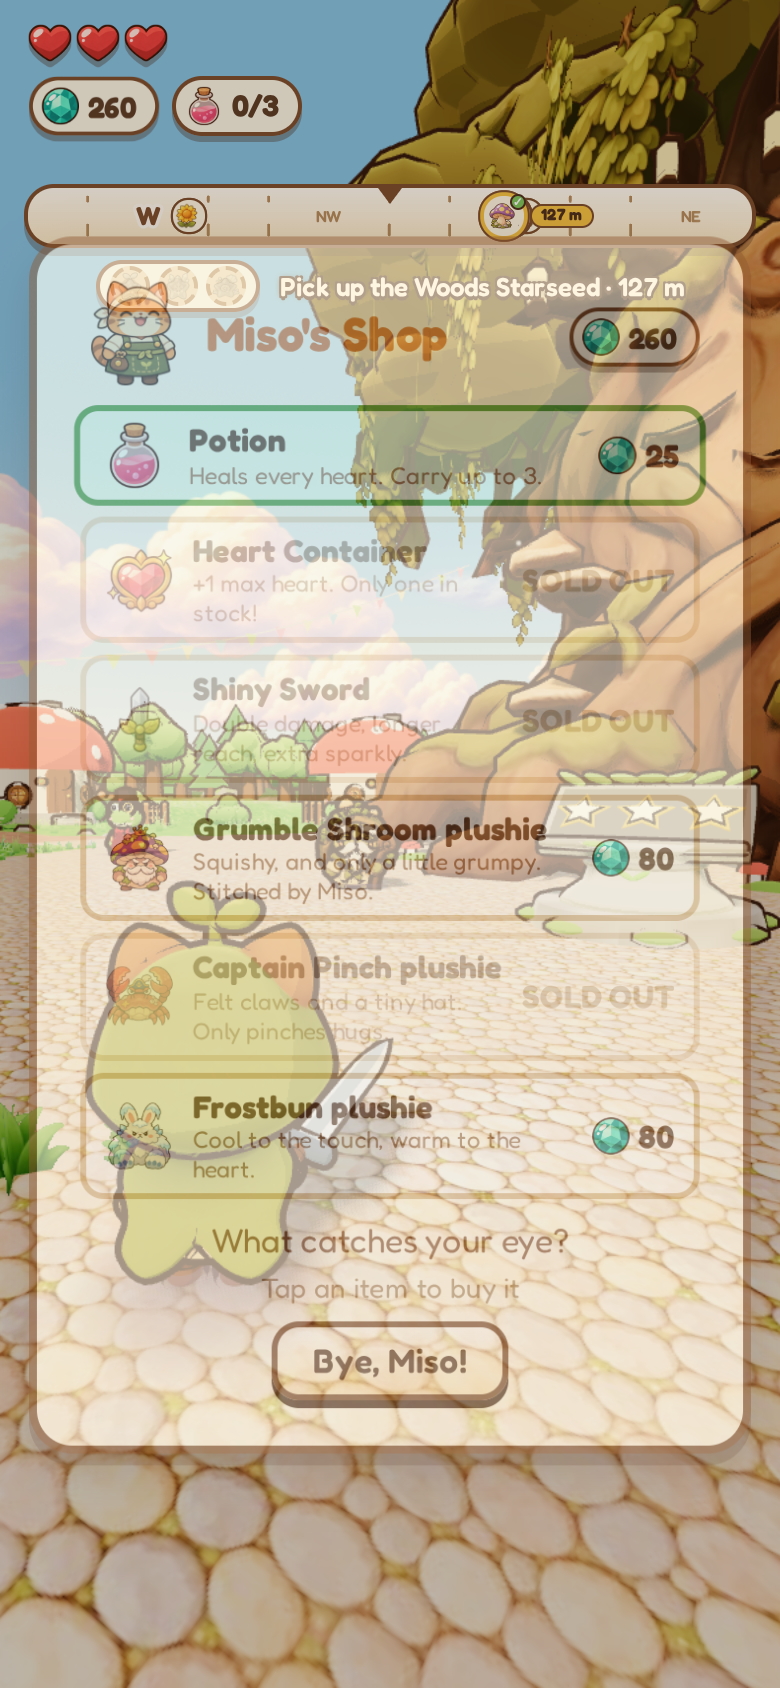 260
0/3
W
NW
127 m
NE
Pick up the Woods Starseed · 127 m
Miso's Shop
260
Potion
Heals every heart. Carry up to 3.
25
Heart Container
+1 max heart. Only one in
stock!
SOLD OUT
Shiny Sword
Double damage, longer
reach, extra sparkly.
SOLD OUT
Grumble Shroom plushie
Squishy, and only a little grumpy.
Stitched by Miso.
80
Captain Pinch plushie
Felt claws and a tiny hat.
Only pinches hugs.
SOLD OUT
Frostbun plushie
Cool to the touch, warm to the
heart.
80
What catches your eye?
Tap an item to buy it
Bye, Miso!